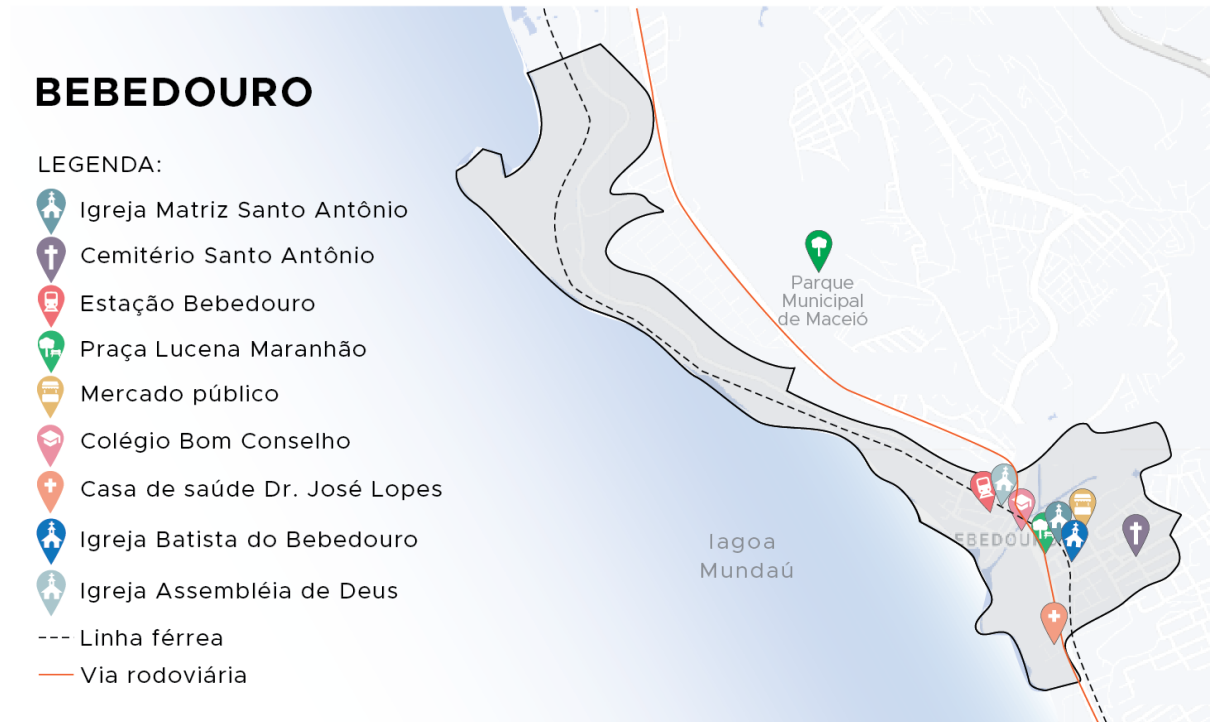 BEBEDOURO
LEGENDA:
Igreja Matriz Santo Antônio
Cemitério Santo Antônio
Estação Bebedouro
Praça Lucena Maranhão
Mercado público
Colégio Bom Conselho
Casa de saúde Dr. José Lopes
Igreja Batista do Bebedouro
Igreja Assembléia de Deus
Linha férrea
Via rodoviária
Parque
Municipal
de Maceió
EBEDOU
lagoa
Mundaú